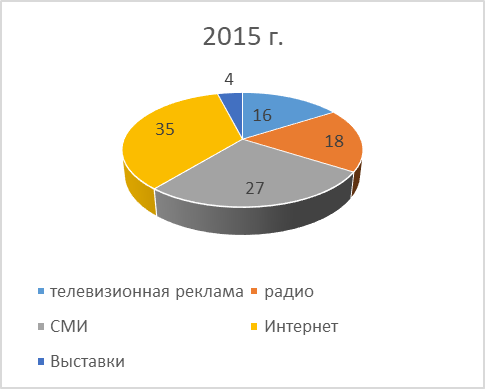 2015 г.
4
16
35
18
27
телевизионная реклама
радио
СМИ
Интернет
Выставки